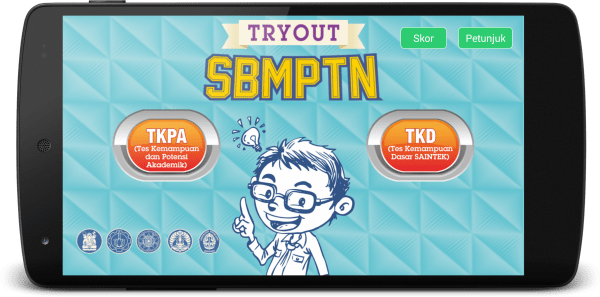 TRYOUT
SBMPTN
Skor
Petunjuk
TKPA
(Tes Kemampuan
dan Potensi
Akademik)
TKD
(Tes Kemampuan
Dasar SAINTEK)